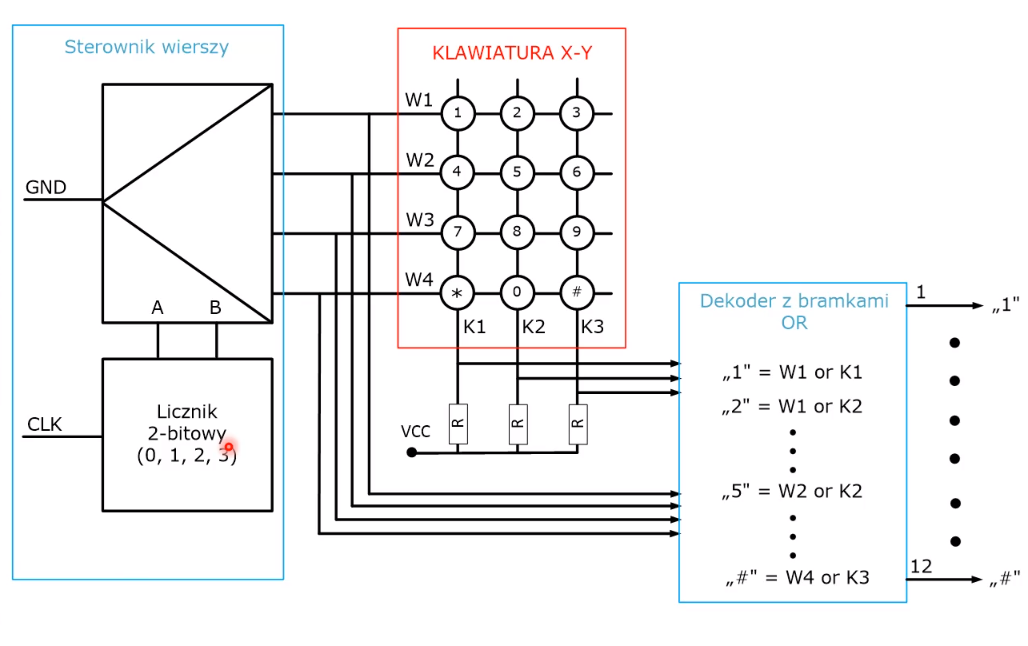 Sterownik wierszy
GND
A B
Licznik
2-bitowy
(0, 1, 2, 3)
CLK
KLAWIATURA X-Y
W1 1 2 3
W2 4 5 6
W3 7 8 9
W4 * 0 #
K1 K2 K3
R R R
VCC
Dekoder z bramkami
OR
„1" = W1 or K1
„2" = W1 or K2
„5" = W2 or K2
„#" = W4 or K3
1 „1"
12 „#"